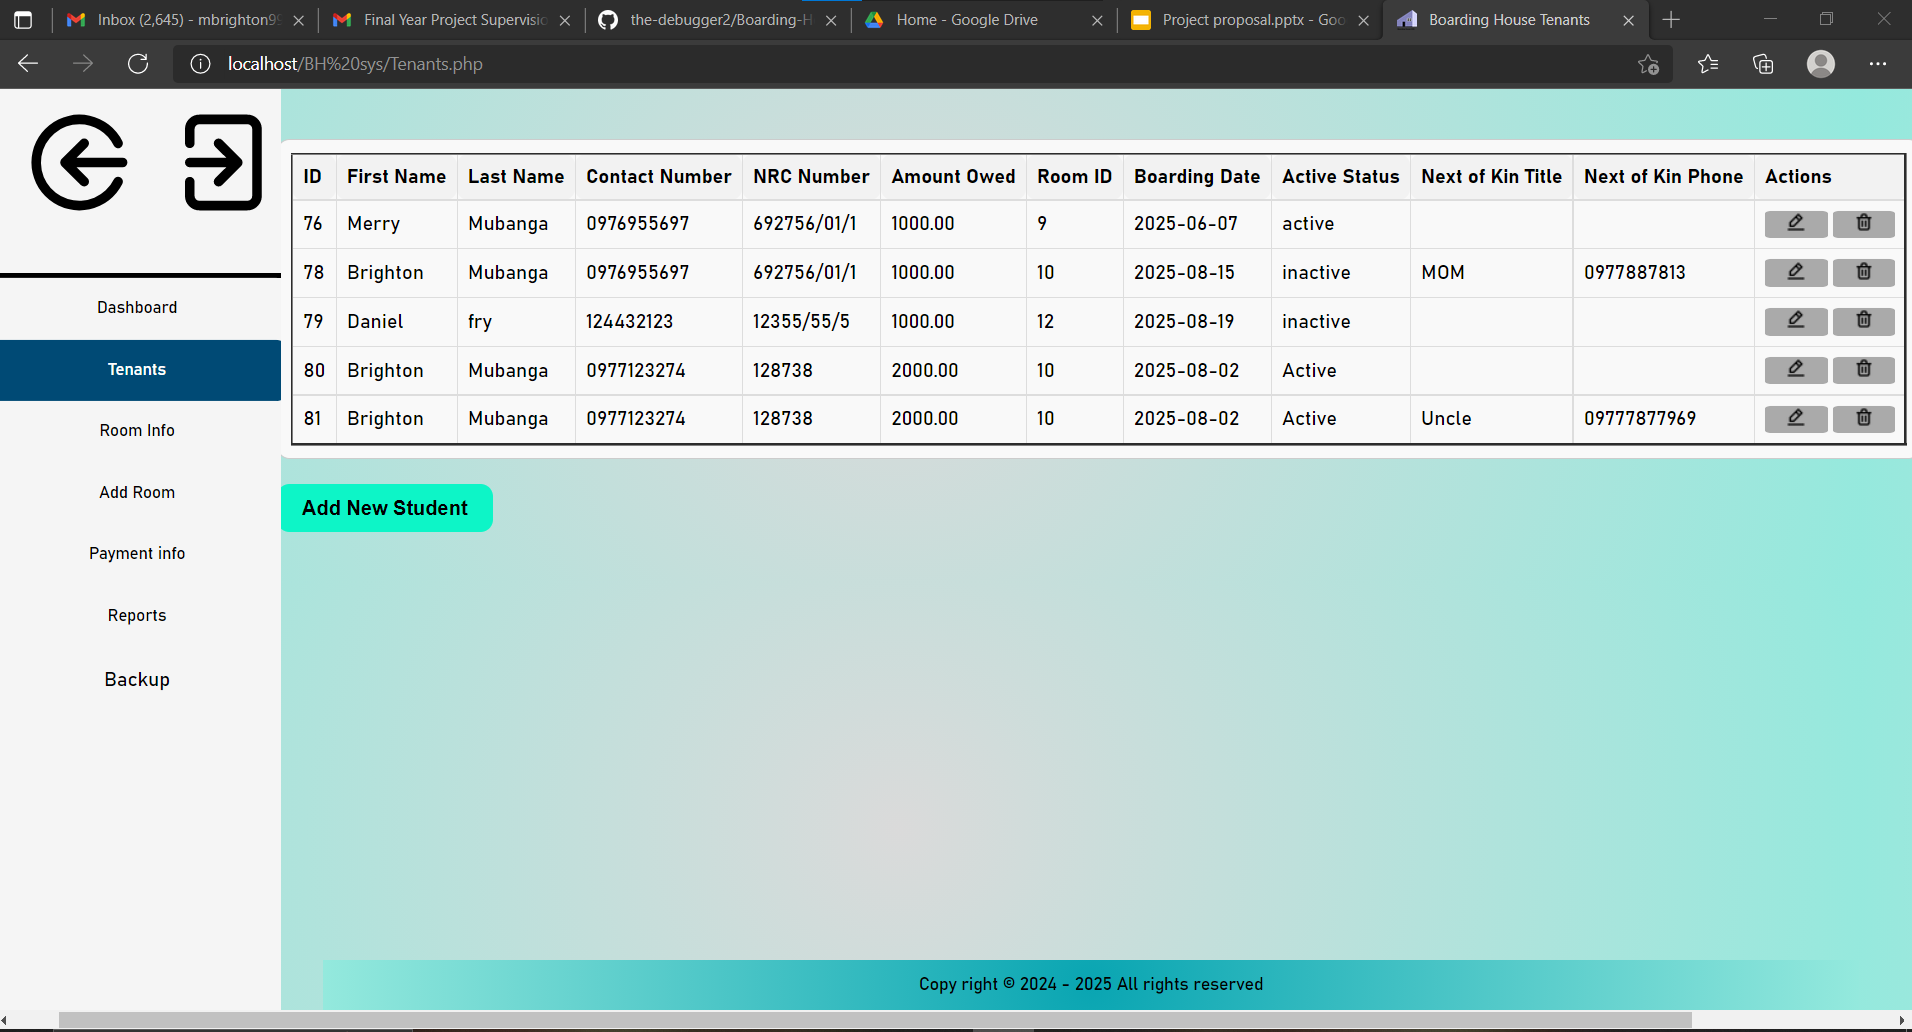 Inbox (2,645) - mbrighton99
Final Year Project Supervisio
the-debugger2/Boarding-H
Home - Google Drive
Project proposal.pptx - Goo
Boarding House Tenants
localhost/BH%20sys/Tenants.php
ID First Name Last Name Contact Number NRC Number Amount Owed Room ID Boarding Date Active Status Next of Kin Title Next of Kin Phone Actions
76 Merry Mubanga 0976955697 692756/01/1 1000.00 9 2025-06-07 active
78 Brighton Mubanga 0976955697 692756/01/1 1000.00 10 2025-08-15 inactive MOM 0977887813
79 Daniel fry 124432123 12355/55/5 1000.00 12 2025-08-19 inactive
80 Brighton Mubanga 0977123274 128738 2000.00 10 2025-08-02 Active
81 Brighton Mubanga 0977123274 128738 2000.00 10 2025-08-02 Active Uncle 09777877969
Dashboard
Tenants
Room Info
Add Room
Payment info
Reports
Backup
Add New Student
Copy right © 2024 - 2025 All rights reserved